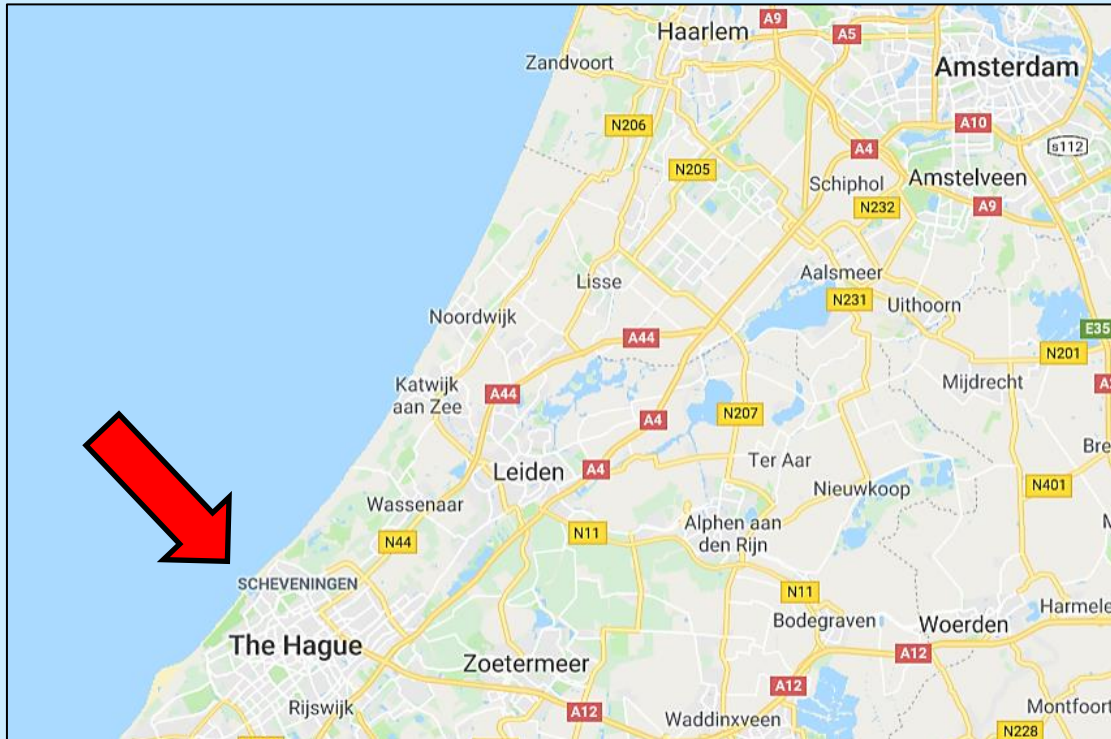 Haarlem
A9
A5
Zandvoort
Amsterdam
N206
A10
s112
A4
N205
Schiphol
Amstelveen
N232
A9
Aalsmeer
Lisse
N231
Uithoorn
Noordwijk
E35
A44
N201
Mijdrecht
Katwijk
aan Zee
A44
N207
A4
Bre
Ter Aar
Leiden
A4
Nieuwkoop
N401
Wassenaar
Alphen aan
den Rijn
N11
N44
SCHEVENINGEN
N11
Harmele
Bodegraven
Woerden
The Hague
A12
Zoetermeer
A12
Rijswijk
A12
Waddinxveen
Montfoort
N228